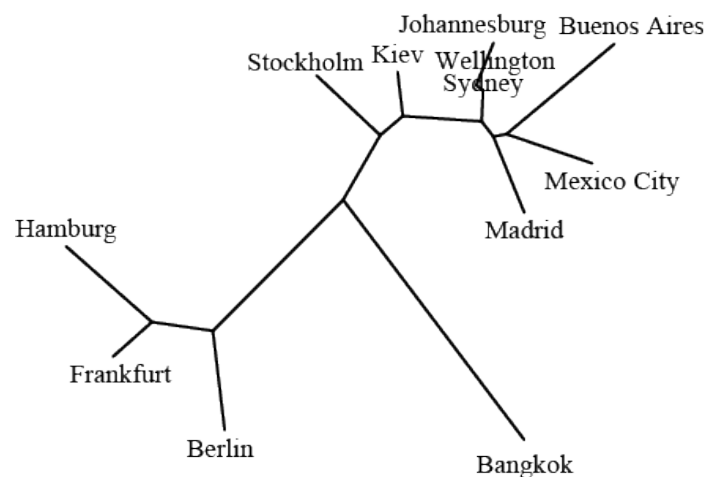 Johannesburg
Buenos Aires
Stockholm
Kiev
Wellington
Sydney
Mexico City
Hamburg
Madrid
Frankfurt
Berlin
Bangkok